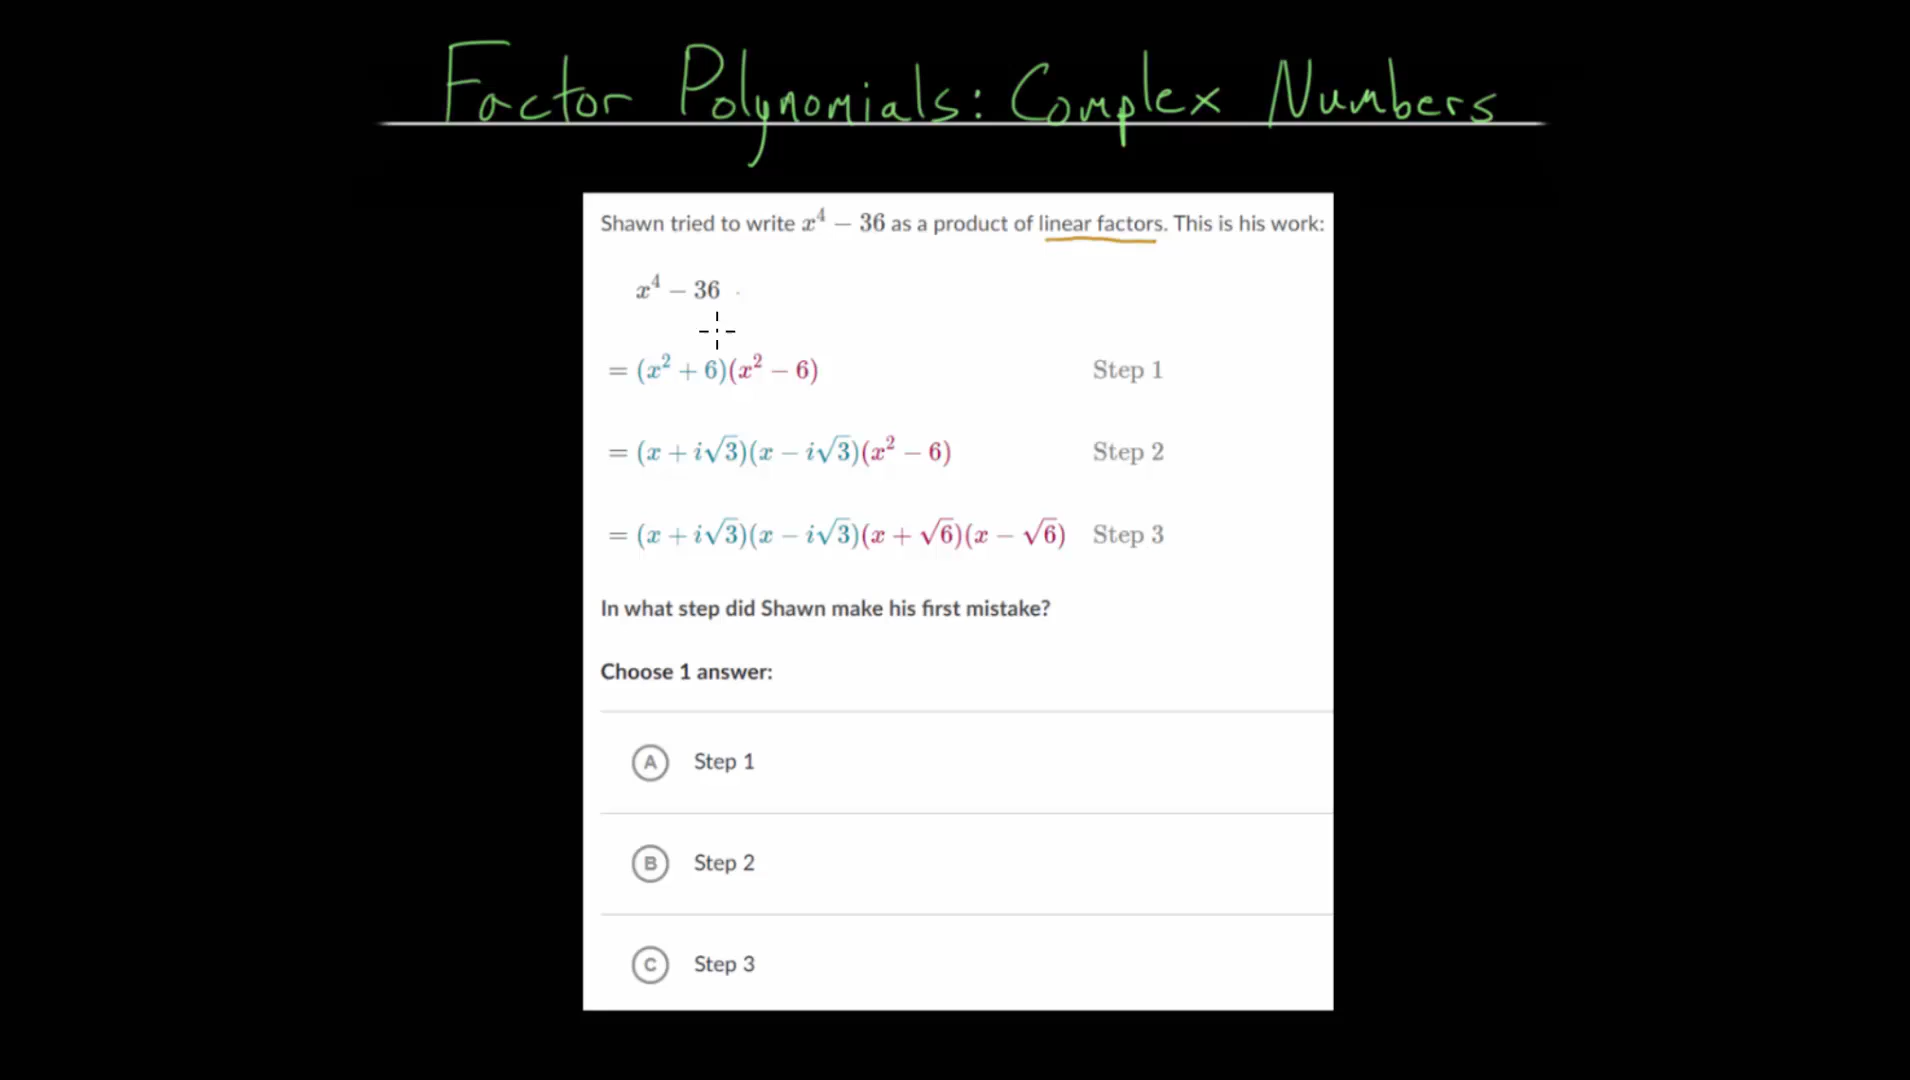 Factor Polynomials: Complex Numbers
Shawn tried to write x⁴ − 36 as a product of linear factors. This is his work:
x⁴ − 36
= (x² + 6)(x² − 6) Step 1
= (x + i√3)(x − i√3)(x² − 6) Step 2
= (x + i√3)(x − i√3)(x + √6)(x − √6) Step 3
In what step did Shawn make his first mistake?
Choose 1 answer:
A Step 1
B Step 2
C Step 3